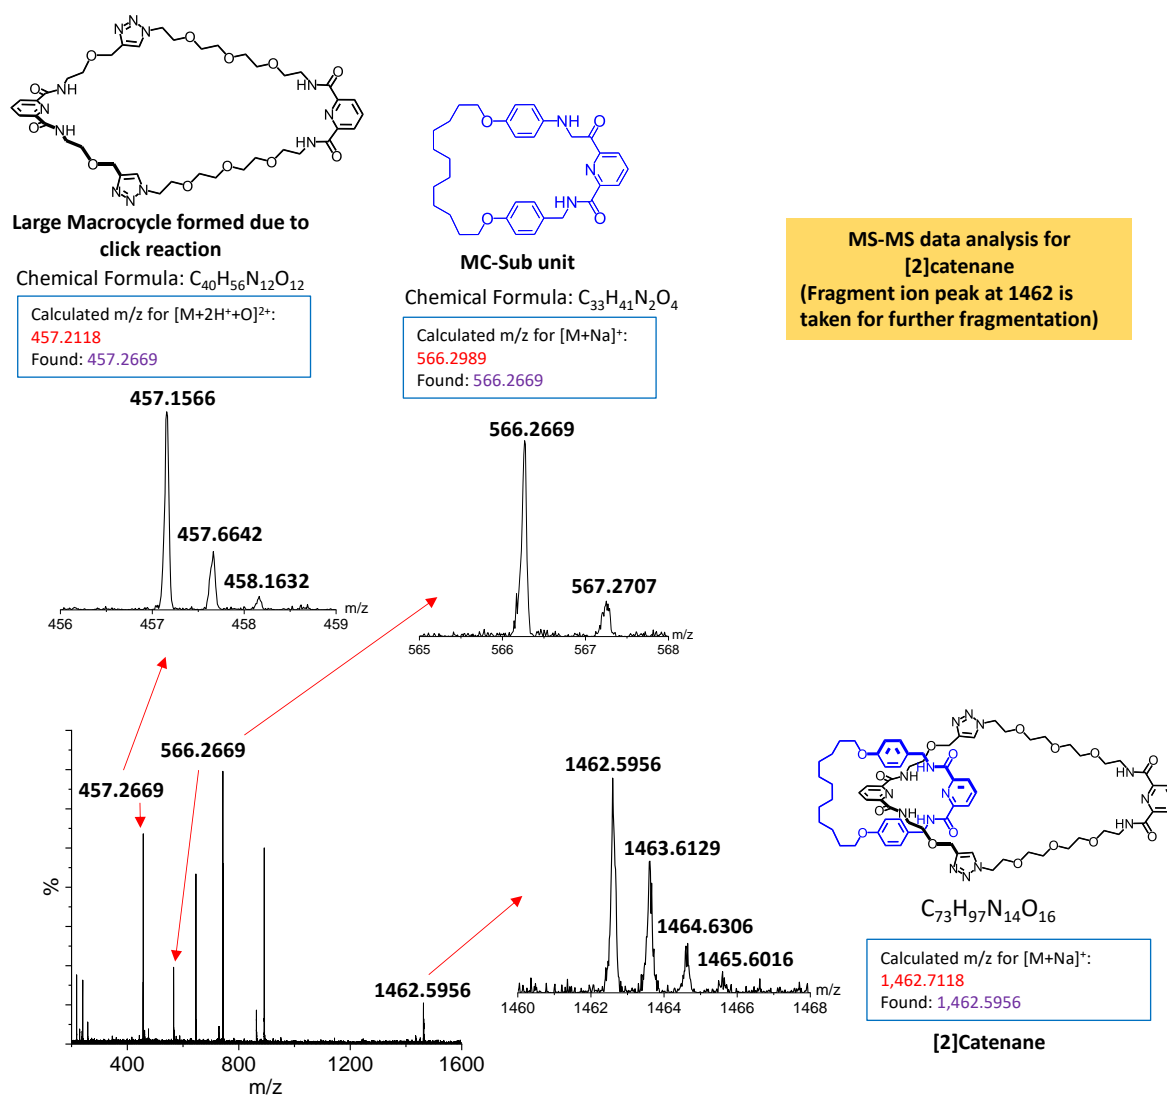 Large Macrocycle formed due to
click reaction
Chemical Formula: C₄₀H₅₆N₁₂O₁₂
Calculated m/z for [M+2H⁺+O]²⁺:
457.2118
Found: 457.2669
MC-Sub unit
Chemical Formula: C₃₃H₄₁N₂O₄
Calculated m/z for [M+Na]⁺:
566.2989
Found: 566.2669
MS-MS data analysis for
[2]catenane
(Fragment ion peak at 1462 is
taken for further fragmentation)
457.1566
457.6642
458.1632
456 457 458 459
m/z
566.2669
567.2707
565 566 567 568
m/z
566.2669
457.2669
1462.5956
%
400 800 1200 1600
m/z
1462.5956
1463.6129
1464.6306
1465.6016
1460 1462 1464 1466 1468
m/z
C₇₃H₉₇N₁₄O₁₆
Calculated m/z for [M+Na]⁺:
1,462.7118
Found: 1,462.5956
[2]Catenane